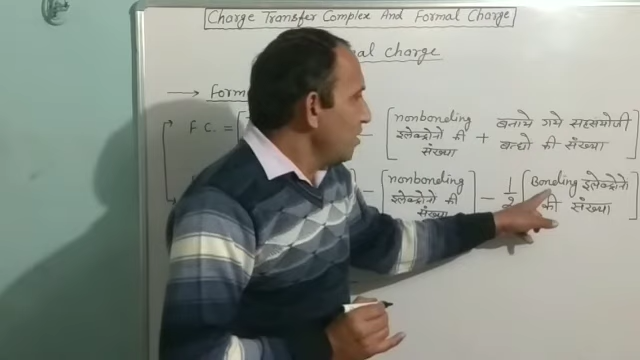 Charge Transfer Complex And Formal Charge
charge
→ Form
F C. = [ - [ nonbonding इलेक्ट्रोनो की संख्या + बनाये गये सहसंयोजी बन्धो की संख्या ]
- [ nonbonding इलेक्ट्रोनो की संख्या ] - 1/2 [ Bonding इलेक्ट्रोनो की संख्या ]